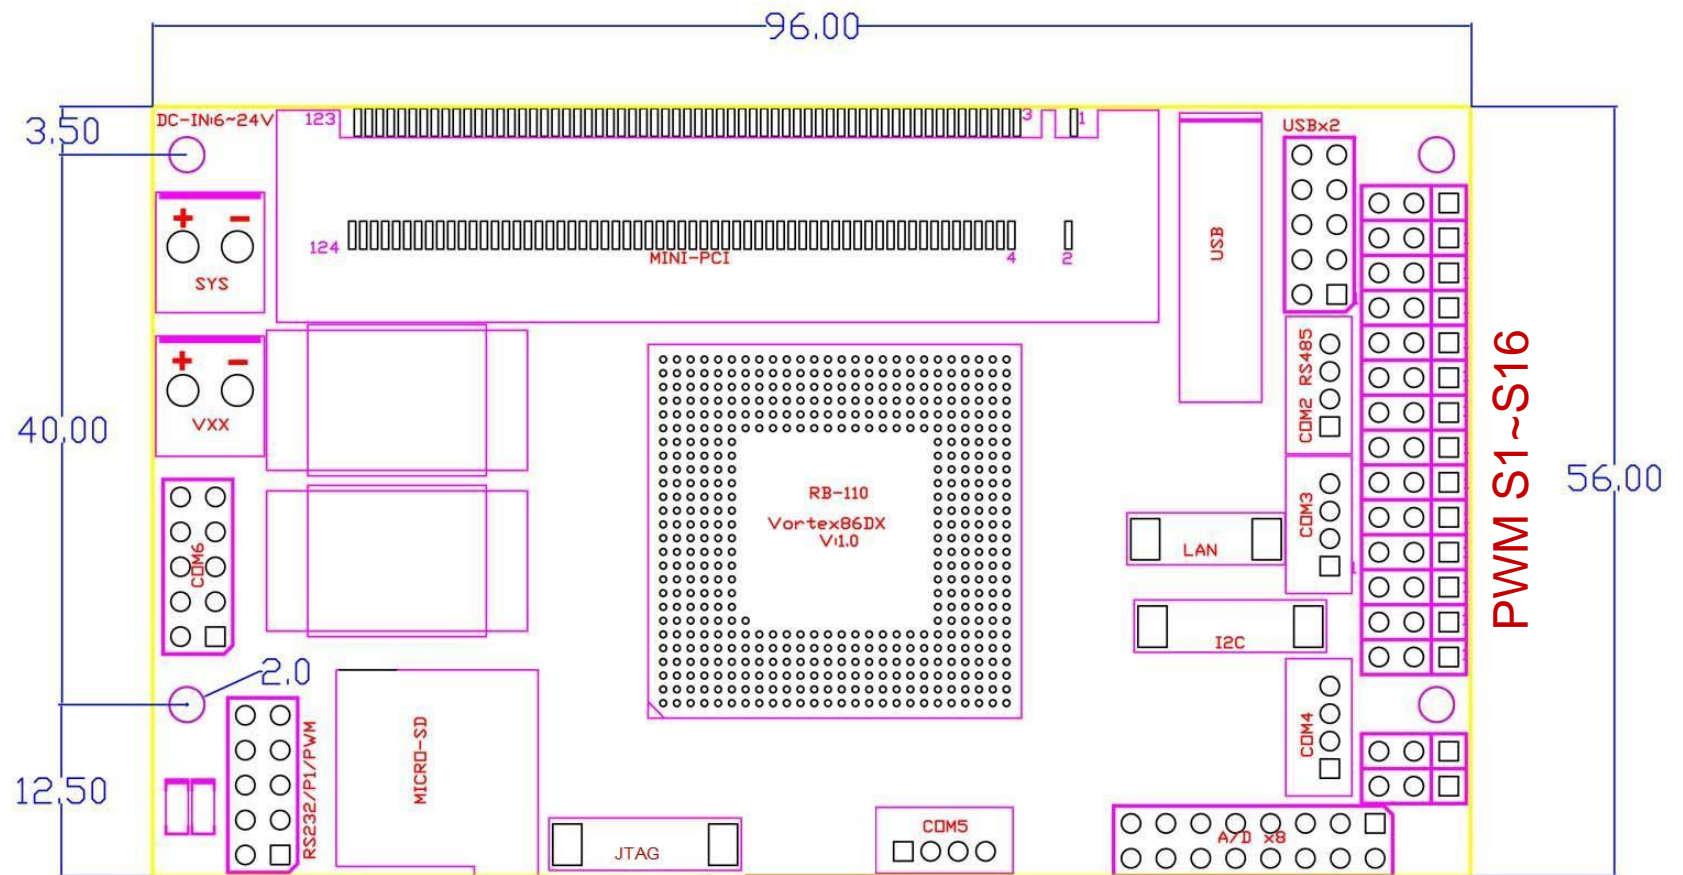 96.00
3.50
DC-IN:6~24V
123
3
1
USBx2
+ -
SYS
124
MINI-PCI
4
2
USB
+ -
VXX
40.00
COM2 RS485
PWM S1~S16
56.00
RB-110
Vortex86DX
V:1.0
COM6
COM3
1
LAN
I2C
2.0
12.50
RS232/P1/PWM
MICRO-SD
COM4
JTAG
COM5
A/D x8